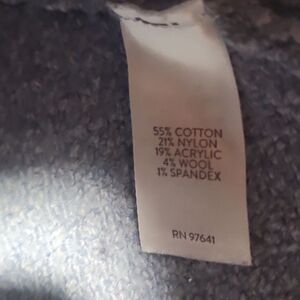 55% COTTON
21% NYLON
19% ACRYLIC
4% WOOL
1% SPANDEX
RN 97641